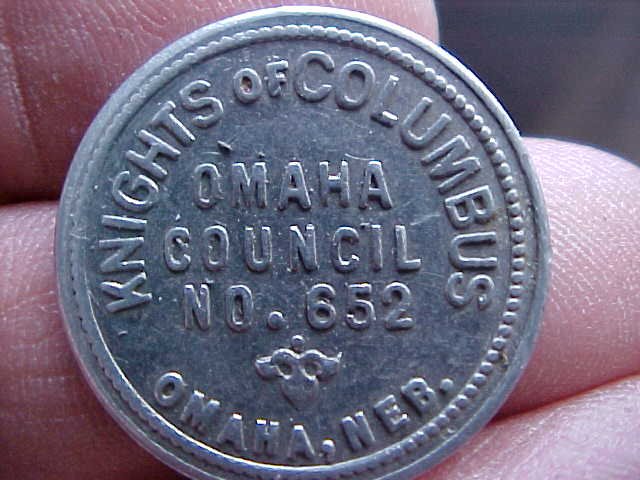 KNIGHTS OF COLUMBUS
OMAHA
COUNCIL
NO. 652
OMAHA, NEB.